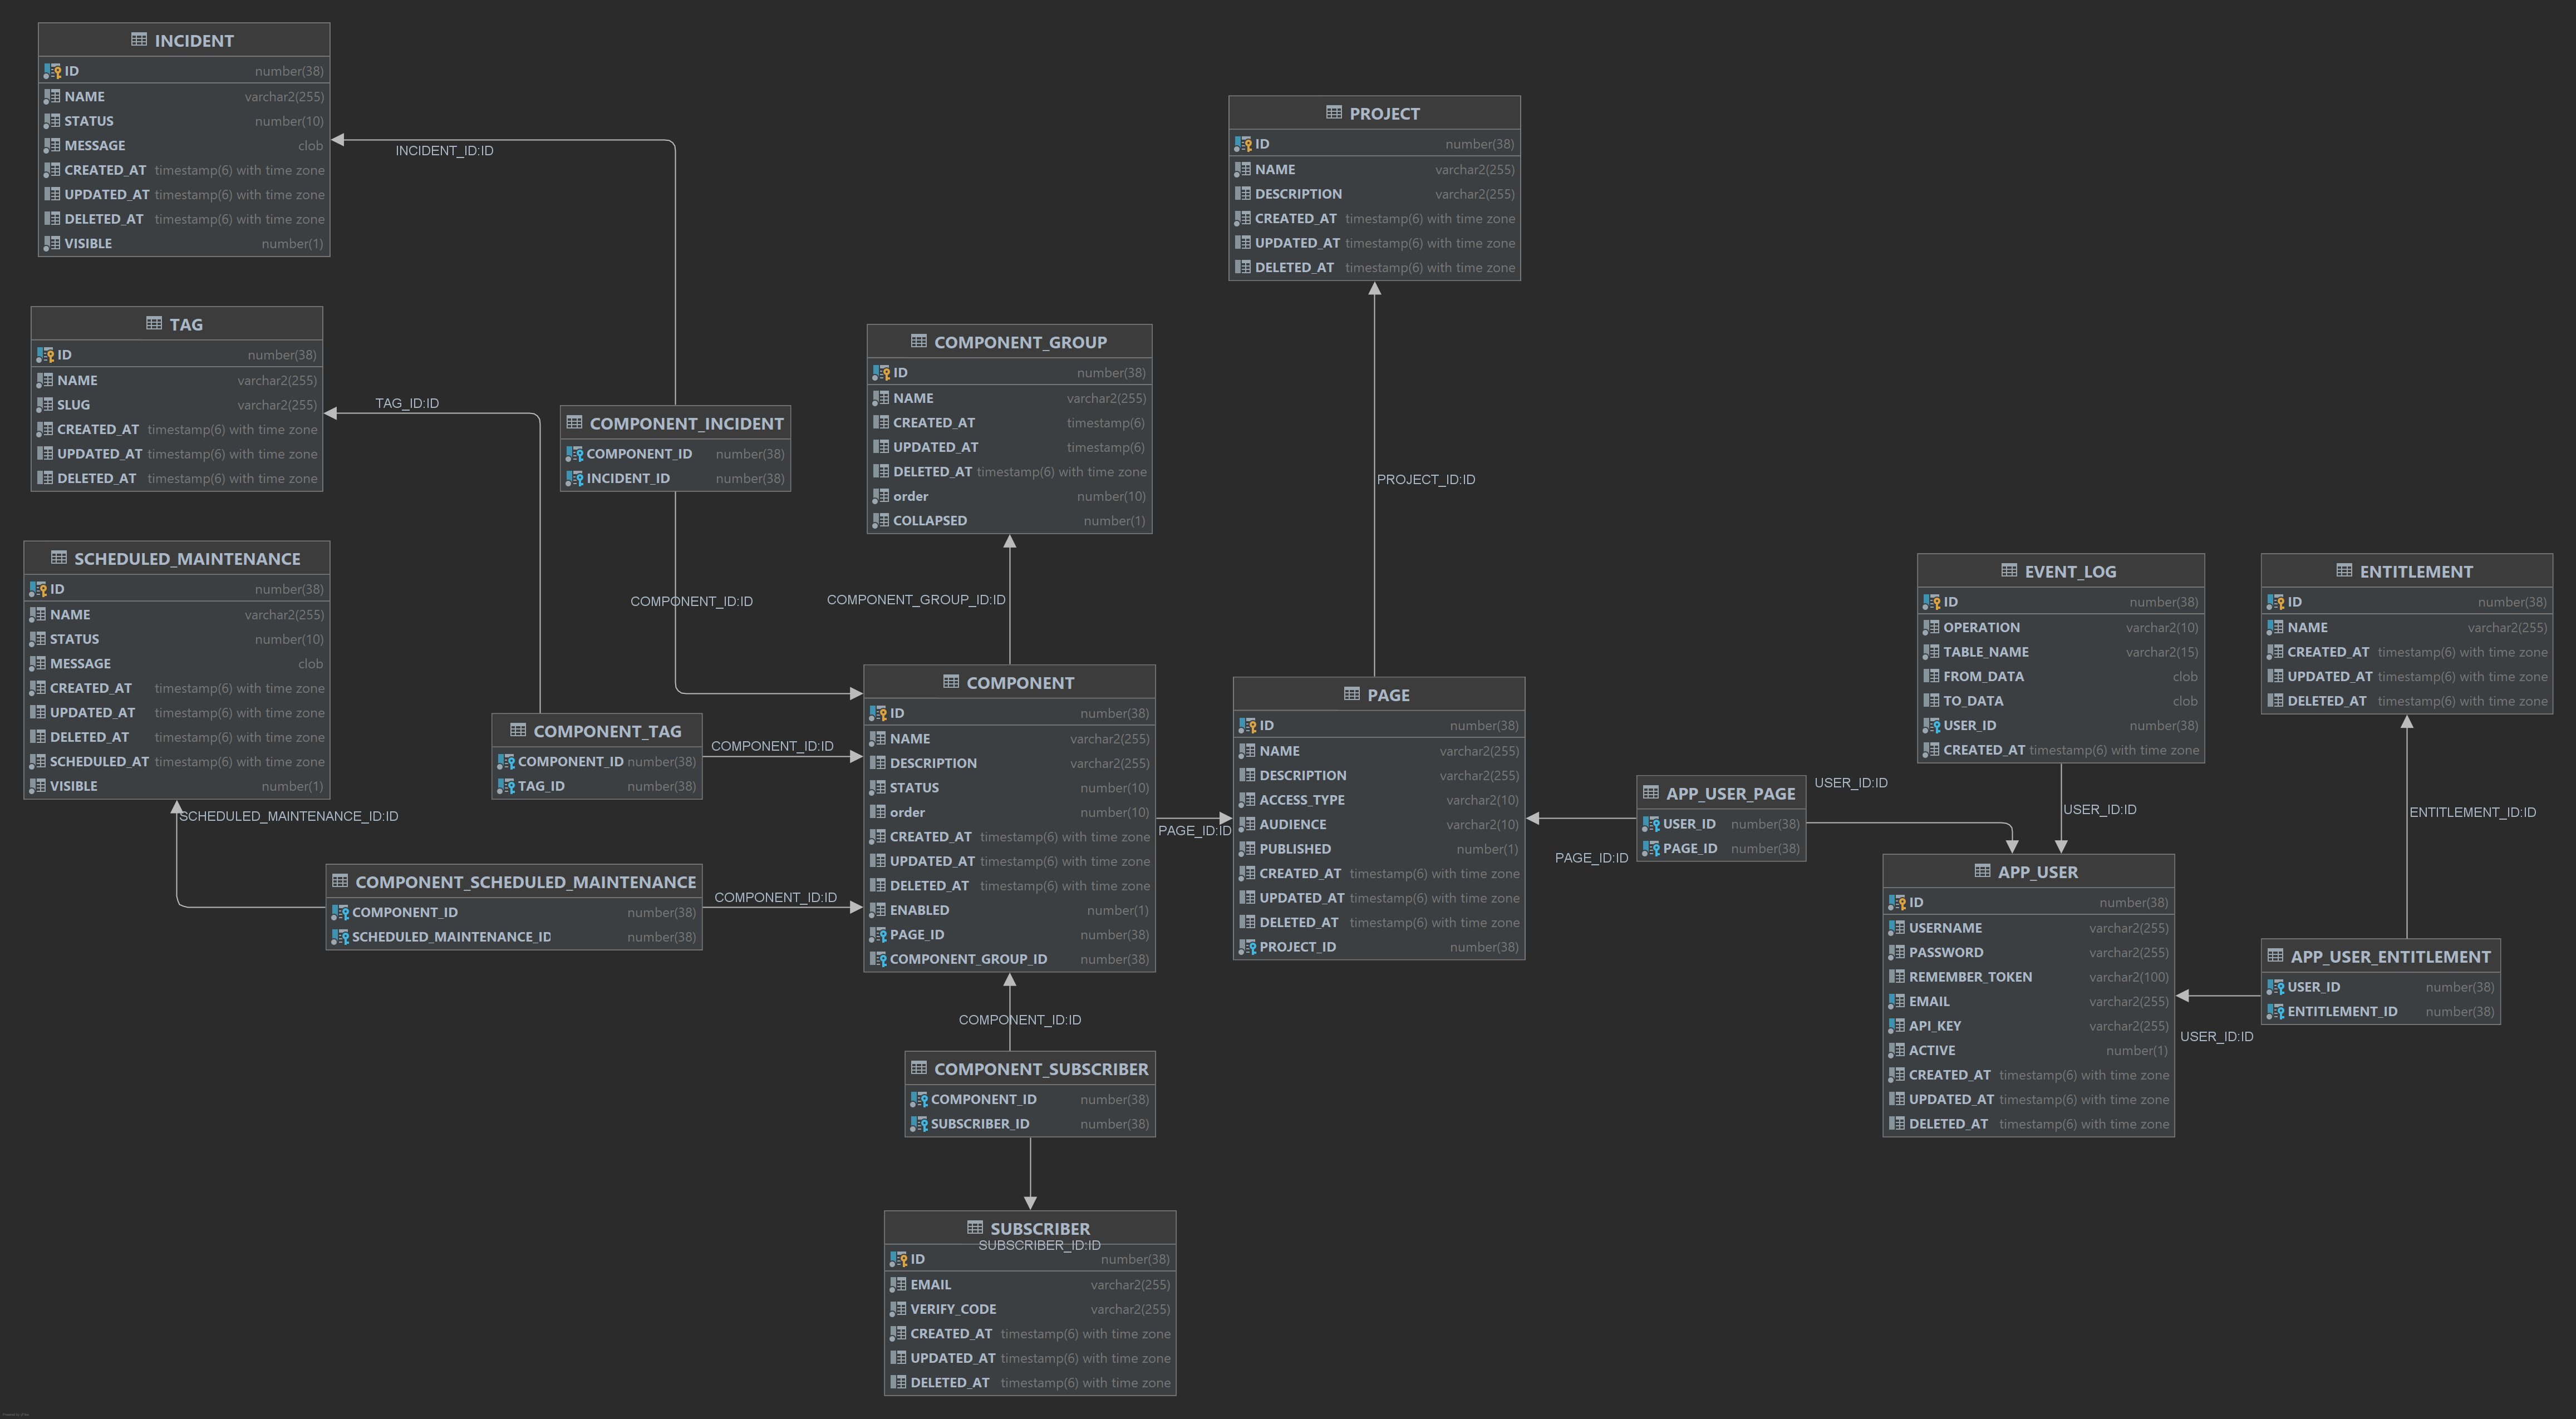 INCIDENT
ID number(38)
NAME varchar2(255)
STATUS number(10)
MESSAGE clob
CREATED_AT timestamp(6) with time zone
UPDATED_AT timestamp(6) with time zone
DELETED_AT timestamp(6) with time zone
VISIBLE number(1)
INCIDENT_ID:ID
TAG
ID number(38)
NAME varchar2(255)
SLUG varchar2(255)
CREATED_AT timestamp(6) with time zone
UPDATED_AT timestamp(6) with time zone
DELETED_AT timestamp(6) with time zone
TAG_ID:ID
COMPONENT_INCIDENT
COMPONENT_ID number(38)
INCIDENT_ID number(38)
COMPONENT_ID:ID
COMPONENT_GROUP
ID number(38)
NAME varchar2(255)
CREATED_AT timestamp(6)
UPDATED_AT timestamp(6)
DELETED_AT timestamp(6) with time zone
order number(10)
COLLAPSED number(1)
COMPONENT_GROUP_ID:ID
PROJECT
ID number(38)
NAME varchar2(255)
DESCRIPTION varchar2(255)
CREATED_AT timestamp(6) with time zone
UPDATED_AT timestamp(6) with time zone
DELETED_AT timestamp(6) with time zone
PROJECT_ID:ID
SCHEDULED_MAINTENANCE
ID number(38)
NAME varchar2(255)
STATUS number(10)
MESSAGE clob
CREATED_AT timestamp(6) with time zone
UPDATED_AT timestamp(6) with time zone
DELETED_AT timestamp(6) with time zone
SCHEDULED_AT timestamp(6) with time zone
VISIBLE number(1)
SCHEDULED_MAINTENANCE_ID:ID
COMPONENT_TAG
COMPONENT_ID number(38)
TAG_ID number(38)
COMPONENT_ID:ID
COMPONENT_SCHEDULED_MAINTENANCE
COMPONENT_ID number(38)
SCHEDULED_MAINTENANCE_ID number(38)
COMPONENT_ID:ID
COMPONENT
ID number(38)
NAME varchar2(255)
DESCRIPTION varchar2(255)
STATUS number(10)
order number(10)
CREATED_AT timestamp(6) with time zone
UPDATED_AT timestamp(6) with time zone
DELETED_AT timestamp(6) with time zone
ENABLED number(1)
PAGE_ID number(38)
COMPONENT_GROUP_ID number(38)
PAGE_ID:ID
PAGE
ID number(38)
NAME varchar2(255)
DESCRIPTION varchar2(255)
ACCESS_TYPE varchar2(10)
AUDIENCE varchar2(10)
PUBLISHED number(1)
CREATED_AT timestamp(6) with time zone
UPDATED_AT timestamp(6) with time zone
DELETED_AT timestamp(6) with time zone
PROJECT_ID number(38)
PAGE_ID:ID
APP_USER_PAGE
USER_ID number(38)
PAGE_ID number(38)
USER_ID:ID
EVENT_LOG
ID number(38)
OPERATION varchar2(10)
TABLE_NAME varchar2(15)
FROM_DATA clob
TO_DATA clob
USER_ID number(38)
CREATED_AT timestamp(6) with time zone
USER_ID:ID
ENTITLEMENT
ID number(38)
NAME varchar2(255)
CREATED_AT timestamp(6) with time zone
UPDATED_AT timestamp(6) with time zone
DELETED_AT timestamp(6) with time zone
ENTITLEMENT_ID:ID
APP_USER
ID number(38)
USERNAME varchar2(255)
PASSWORD varchar2(255)
REMEMBER_TOKEN varchar2(100)
EMAIL varchar2(255)
API_KEY varchar2(255)
ACTIVE number(1)
CREATED_AT timestamp(6) with time zone
UPDATED_AT timestamp(6) with time zone
DELETED_AT timestamp(6) with time zone
APP_USER_ENTITLEMENT
USER_ID number(38)
ENTITLEMENT_ID number(38)
USER_ID:ID
COMPONENT_ID:ID
COMPONENT_SUBSCRIBER
COMPONENT_ID number(38)
SUBSCRIBER_ID number(38)
SUBSCRIBER
SUBSCRIBER_ID:ID
ID number(38)
EMAIL varchar2(255)
VERIFY_CODE varchar2(255)
CREATED_AT timestamp(6) with time zone
UPDATED_AT timestamp(6) with time zone
DELETED_AT timestamp(6) with time zone